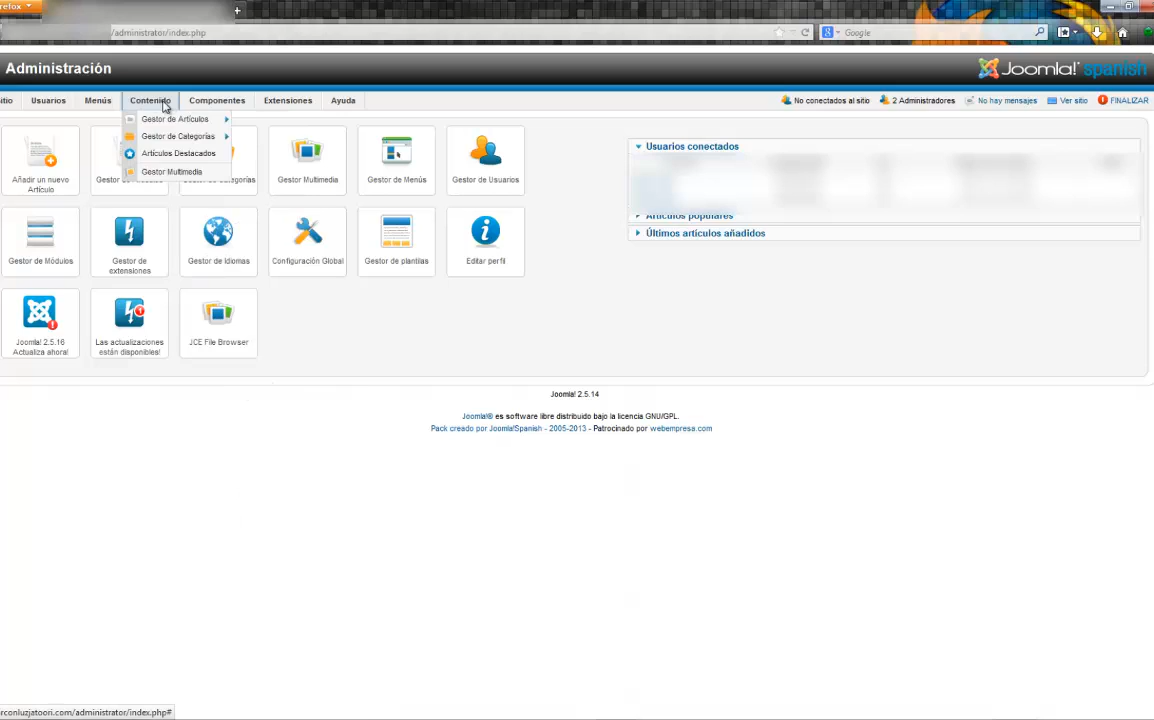 refox
+
/administrator/index.php
Google
Administración
Joomla! spanish
itio Usuarios Menús Contenido Componentes Extensiones Ayuda
No conectados al sitio 2 Administradores No hay mensajes Ver sitio FINALIZAR
Gestor de Artículos
Gestor de Categorías
Artículos Destacados
Gestor Multimedia
Añadir un nuevo
Artículo
Gestor Multimedia
Gestor de Menús
Gestor de Usuarios
Gestor de Módulos
Gestor de
extensiones
Gestor de Idiomas
Configuración Global
Gestor de plantilas
Editar perfil
Joomla! 2.5.16
Actualiza ahora!
Las actualizaciones
están disponibles!
JCE File Browser
Usuarios conectados
Artículos populares
Últimos artículos añadidos
Joomla! 2.5.14
Joomla!® es software libre distribuido bajo la licencia GNU/GPL.
Pack creado por Joomla!Spanish - 2005-2013 - Patrocinado por webempresa.com
rconluzjatoori.com/administrator/index.php#